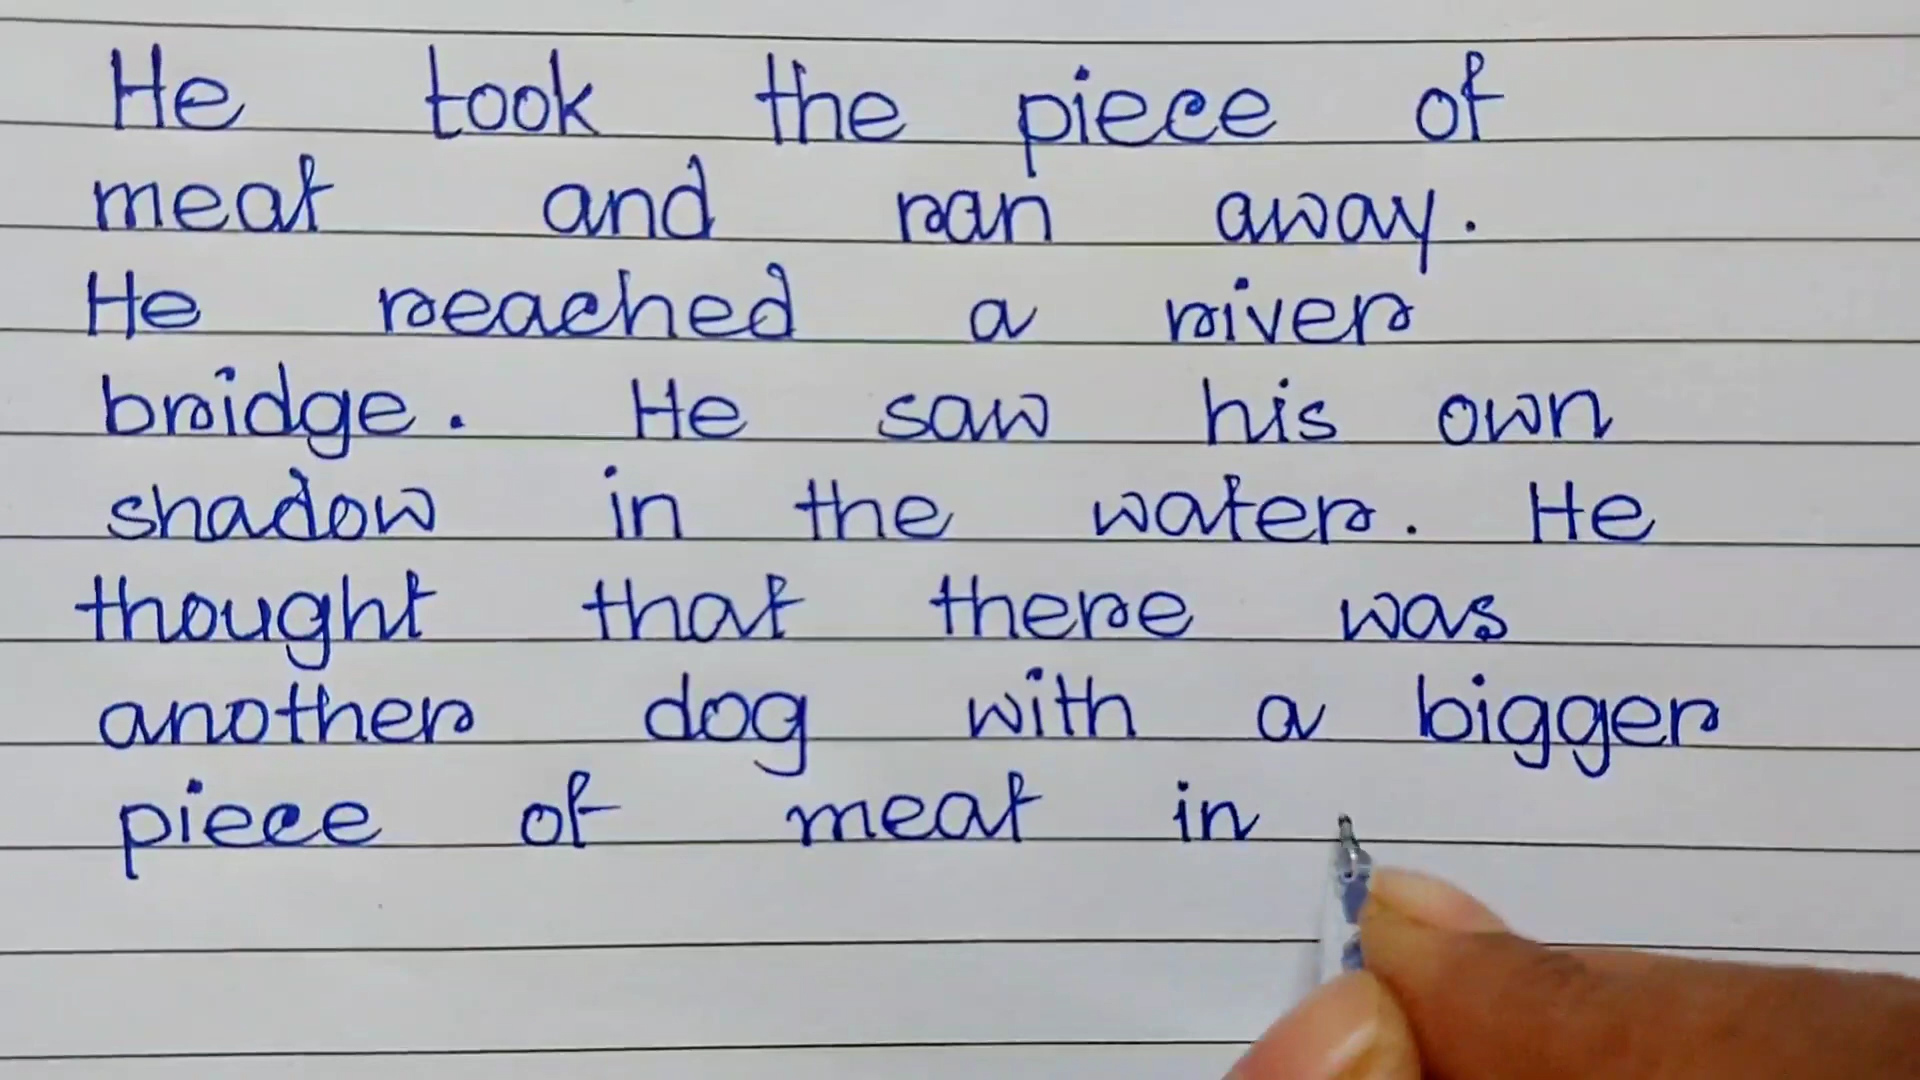 He took the piece of
meat and ran away.
He reached a river
bridge. He saw his own
shadow in the water. He
thought that there was
another dog with a bigger
piece of meat in